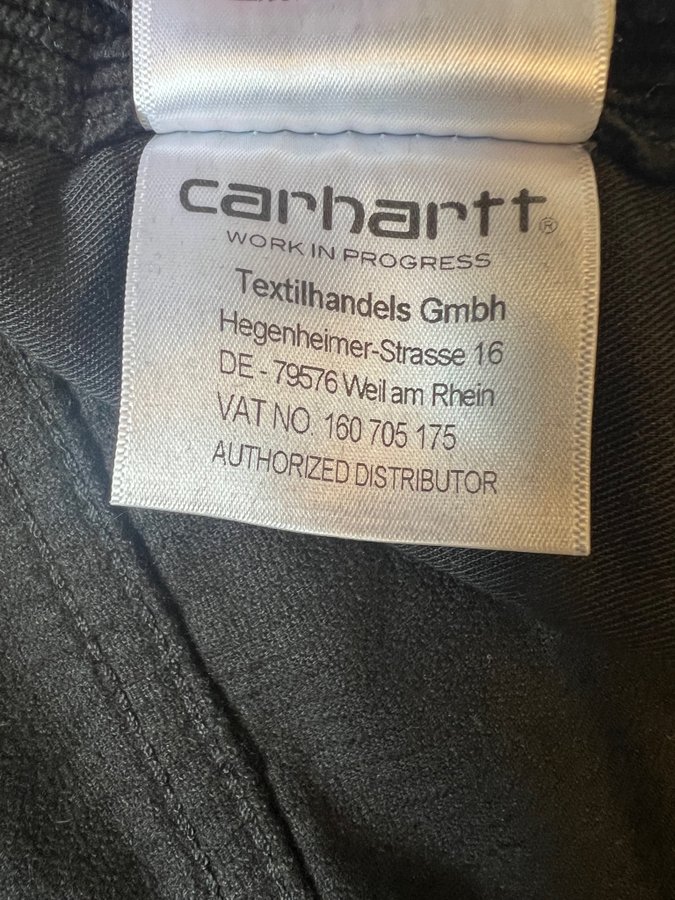 carhartt®
WORK IN PROGRESS
Textilhandels Gmbh
Hegenheimer-Strasse 16
DE - 79576 Weil am Rhein
VAT NO. 160 705 175
AUTHORIZED DISTRIBUTOR